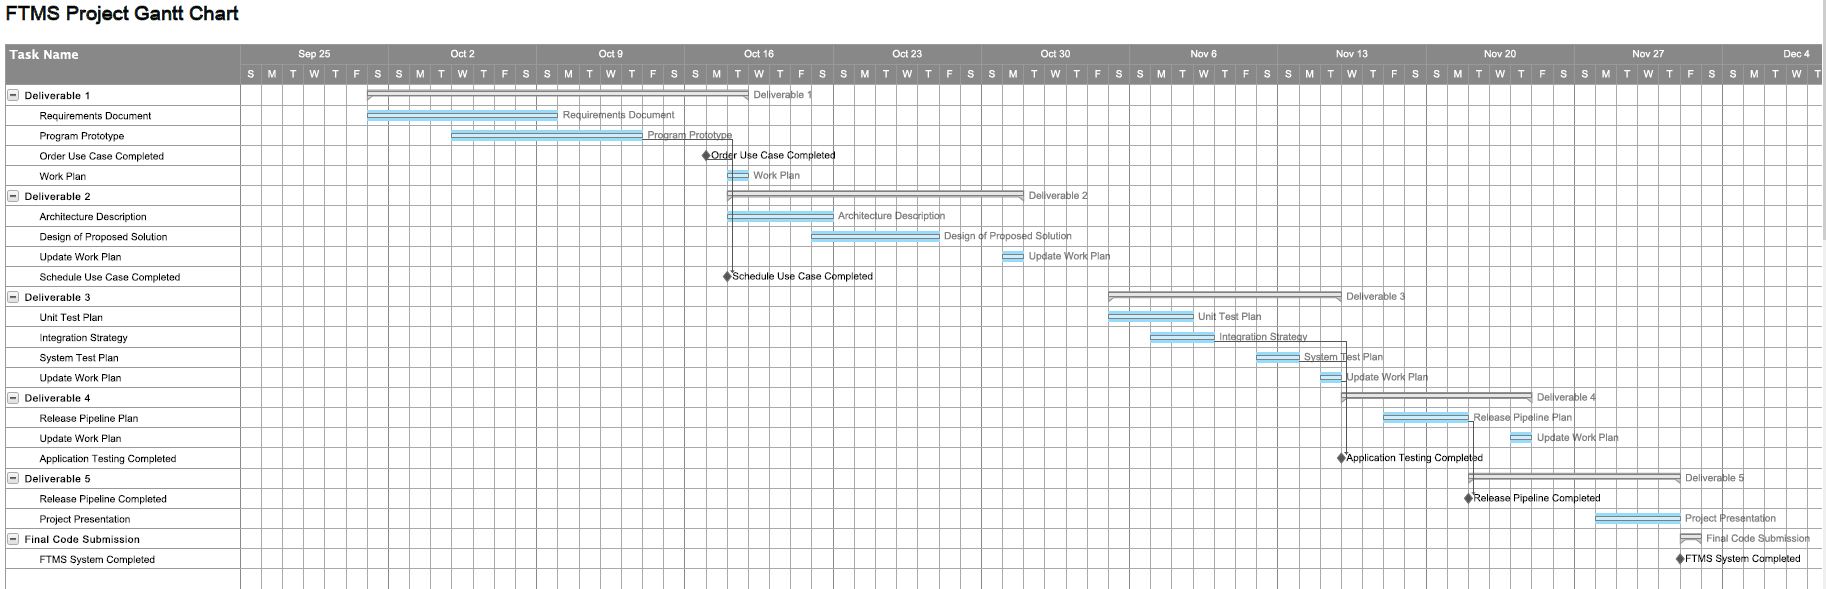 FTMS Project Gantt Chart
Task Name Sep 25 Oct 2 Oct 9 Oct 16 Oct 23 Oct 30 Nov 6 Nov 13 Nov 20 Nov 27 Dec 4
S M T W T F S S M T W T F S S M T W T F S S M T W T F S S M T W T F S S M T W T F S S M T W T F S S M T W T F S S M T W T F S S M T W T F S S M T W T
Deliverable 1 Deliverable 1
Requirements Document Requirements Document
Program Prototype Program Prototype
Order Use Case Completed Order Use Case Completed
Work Plan Work Plan
Deliverable 2 Deliverable 2
Architecture Description Architecture Description
Design of Proposed Solution Design of Proposed Solution
Update Work Plan Update Work Plan
Schedule Use Case Completed Schedule Use Case Completed
Deliverable 3 Deliverable 3
Unit Test Plan Unit Test Plan
Integration Strategy Integration Strategy
System Test Plan System Test Plan
Update Work Plan Update Work Plan
Deliverable 4 Deliverable 4
Release Pipeline Plan Release Pipeline Plan
Update Work Plan Update Work Plan
Application Testing Completed Application Testing Completed
Deliverable 5 Deliverable 5
Release Pipeline Completed Release Pipeline Completed
Project Presentation Project Presentation
Final Code Submission Final Code Submission
FTMS System Completed FTMS System Completed